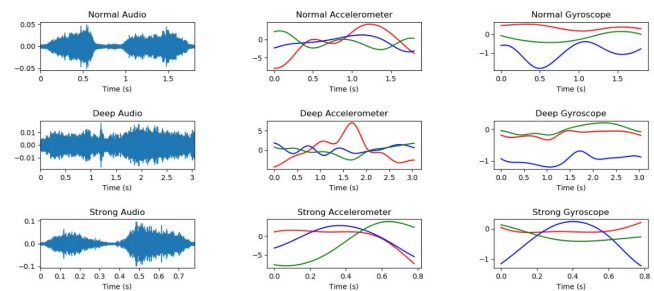 Normal Audio
0.05
0.00
−0.05
0 0.5 1 1.5
Time (s)
Normal Accelerometer
0
−5
0.0 0.5 1.0 1.5
Time (s)
Normal Gyroscope
0
−1
0.0 0.5 1.0 1.5
Time (s)
Deep Audio
0.01
0.00
−0.01
0 0.5 1 1.5 2 2.5 3
Time (s)
Deep Accelerometer
5
0
0.0 0.5 1.0 1.5 2.0 2.5 3.0
Time (s)
Deep Gyroscope
0
−1
0.0 0.5 1.0 1.5 2.0 2.5 3.0
Time (s)
Strong Audio
0.1
0.0
−0.1
0 0.1 0.2 0.3 0.4 0.5 0.6 0.7
Time (s)
Strong Accelerometer
0
−5
0.0 0.2 0.4 0.6 0.8
Time (s)
Strong Gyroscope
0
−1
0.0 0.2 0.4 0.6 0.8
Time (s)